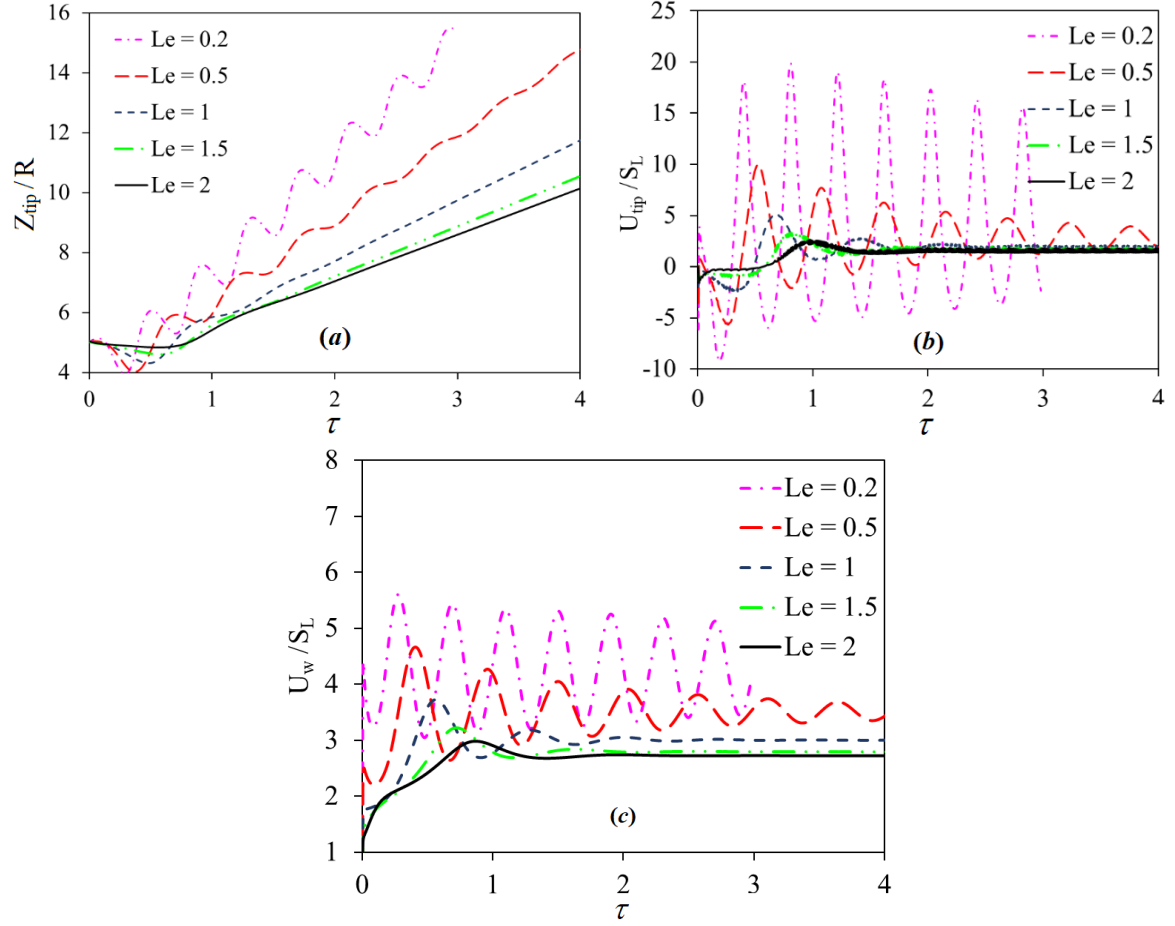 16
14
12
10
8
6
4
0
1
2
3
4
Z_tip / R
τ
Le = 0.2
Le = 0.5
Le = 1
Le = 1.5
Le = 2
(a)
25
20
15
10
5
0
-5
-10
0
1
2
3
4
U_tip /S_L
τ
Le = 0.2
Le = 0.5
Le = 1
Le = 1.5
Le = 2
(b)
8
7
6
5
4
3
2
1
0
1
2
3
4
U_w /S_L
τ
Le = 0.2
Le = 0.5
Le = 1
Le = 1.5
Le = 2
(c)